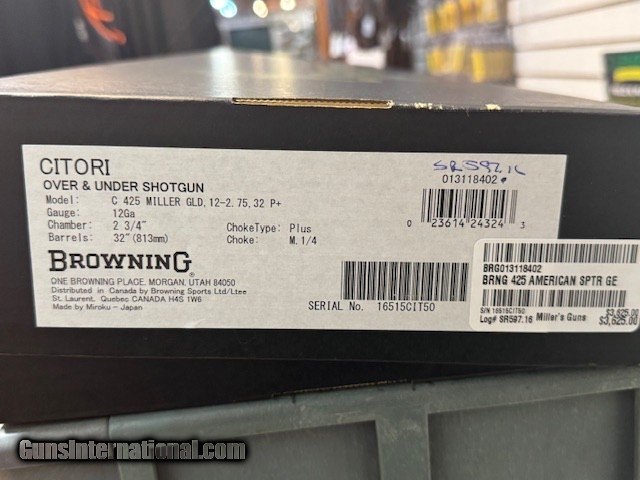 CITORI
OVER & UNDER SHOTGUN
Model: C 425 MILLER GLD,12-2.75,32 P+
Gauge: 12Ga
Chamber: 2 3/4" ChokeType: Plus
Barrels: 32" (813mm) Choke: M.1/4
BROWNING
ONE BROWNING PLACE, MORGAN, UTAH 84050
Distributed in Canada by Browning Sports Ltd/Ltee
St. Laurent, Quebec CANADA H4S 1W6
Made by Miroku - Japan
SERIAL No. 16515CIT50
SR597.16
013118402
0 23614 24324 3
BRG013118402
BRNG 425 AMERICAN SPTR GE
S/N 16515CIT50
Log# SR597.16 Miller's Guns
$3,625.00
$3,625.00
GunsInternational.com